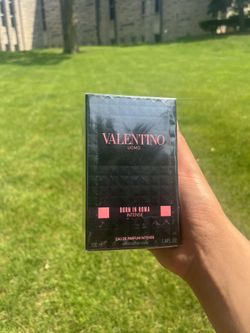 VALENTINO
UOMO
BORN IN ROMA
INTENSE
EAU DE PARFUM INTENSE